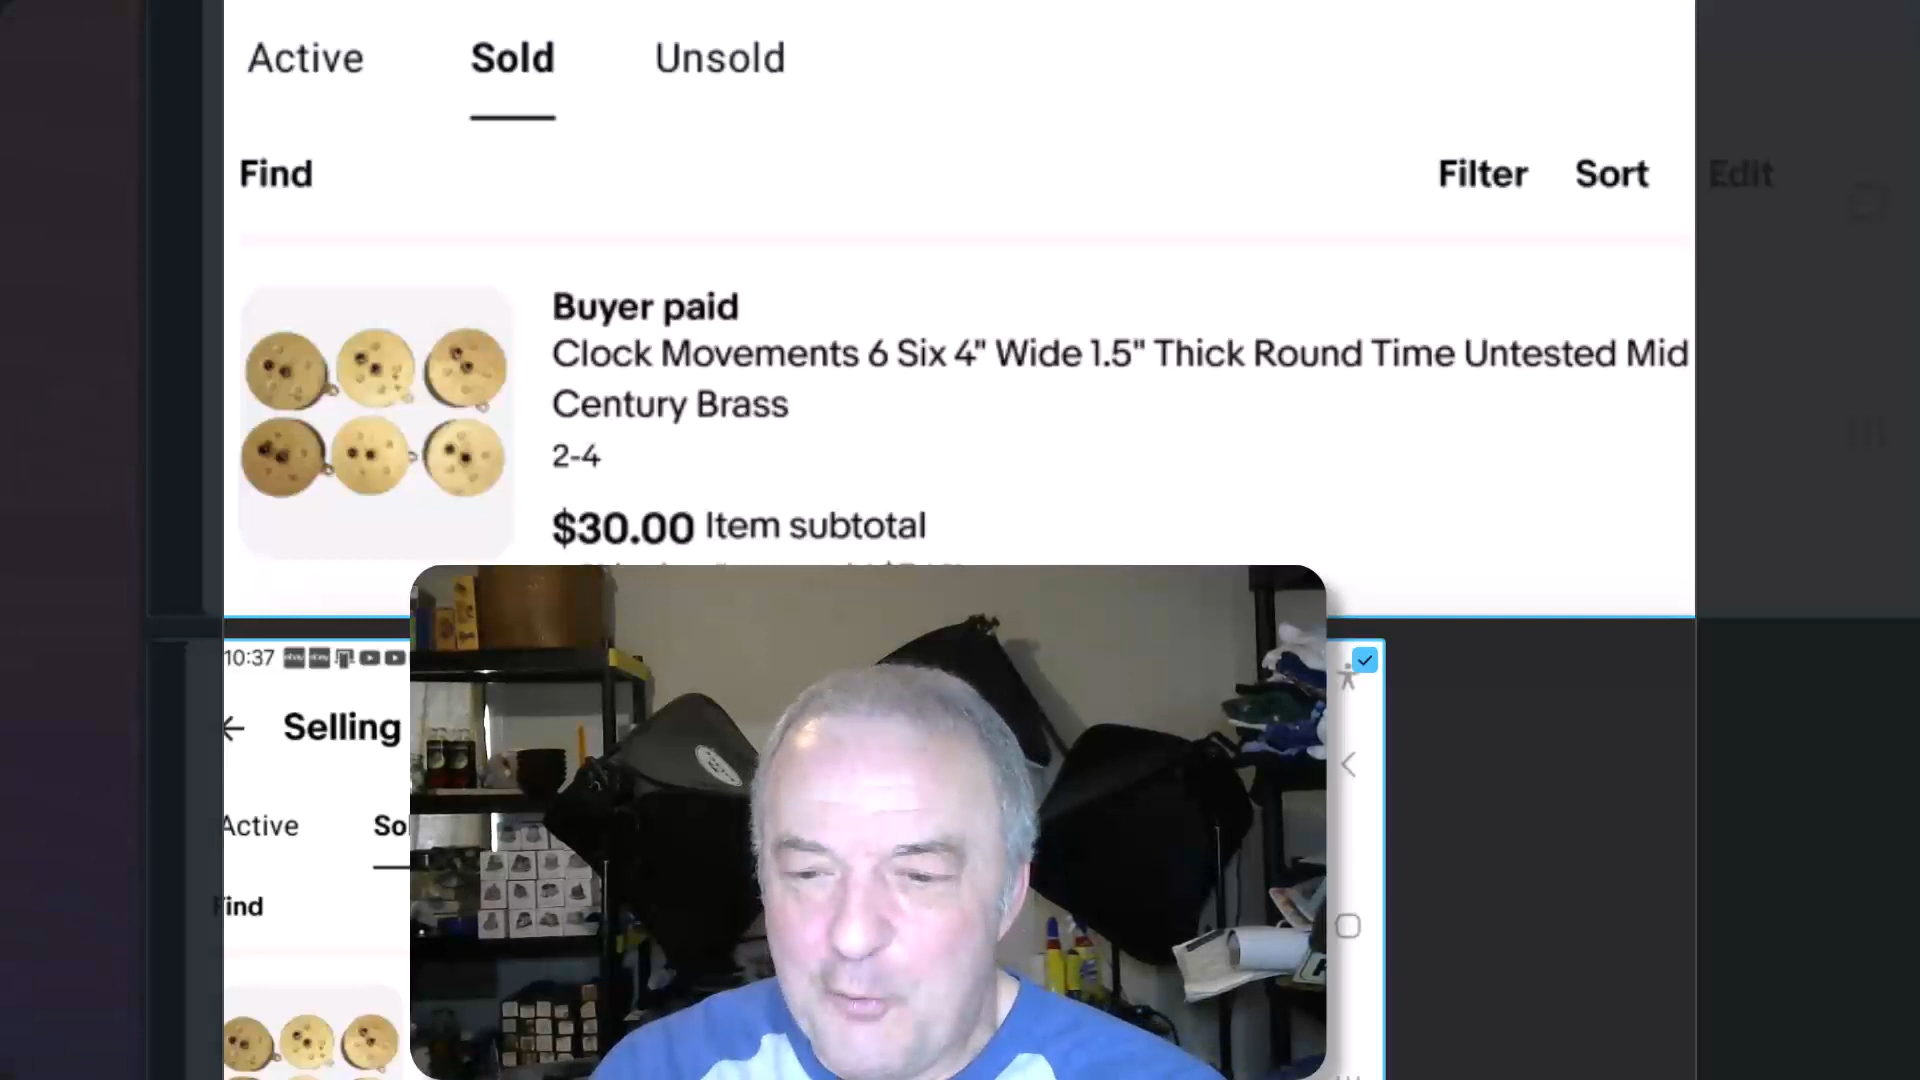 Active Sold Unsold
Find Filter Sort Edit
Buyer paid
Clock Movements 6 Six 4" Wide 1.5" Thick Round Time Untested Mid
Century Brass
2-4
$30.00 Item subtotal
10:37
Selling
Active So
Find